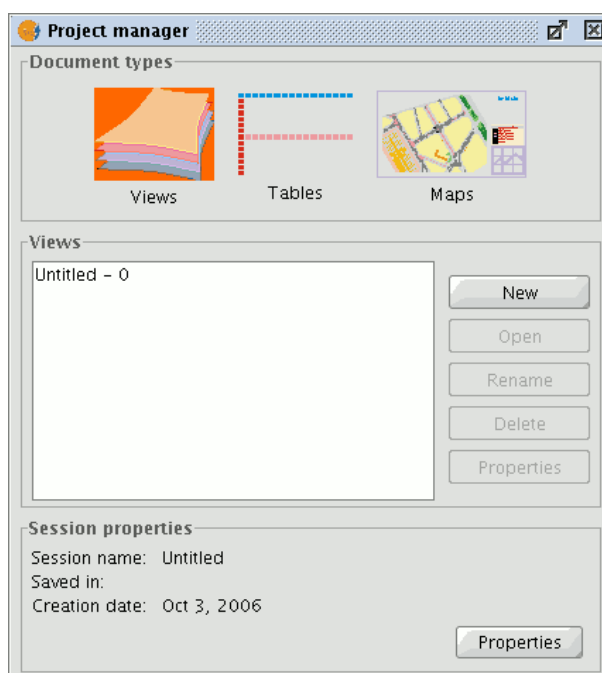 Project manager
Document types
Views
Tables
Maps
Views
Untitled – 0
New
Open
Rename
Delete
Properties
Session properties
Session name: Untitled
Saved in:
Creation date: Oct 3, 2006
Properties